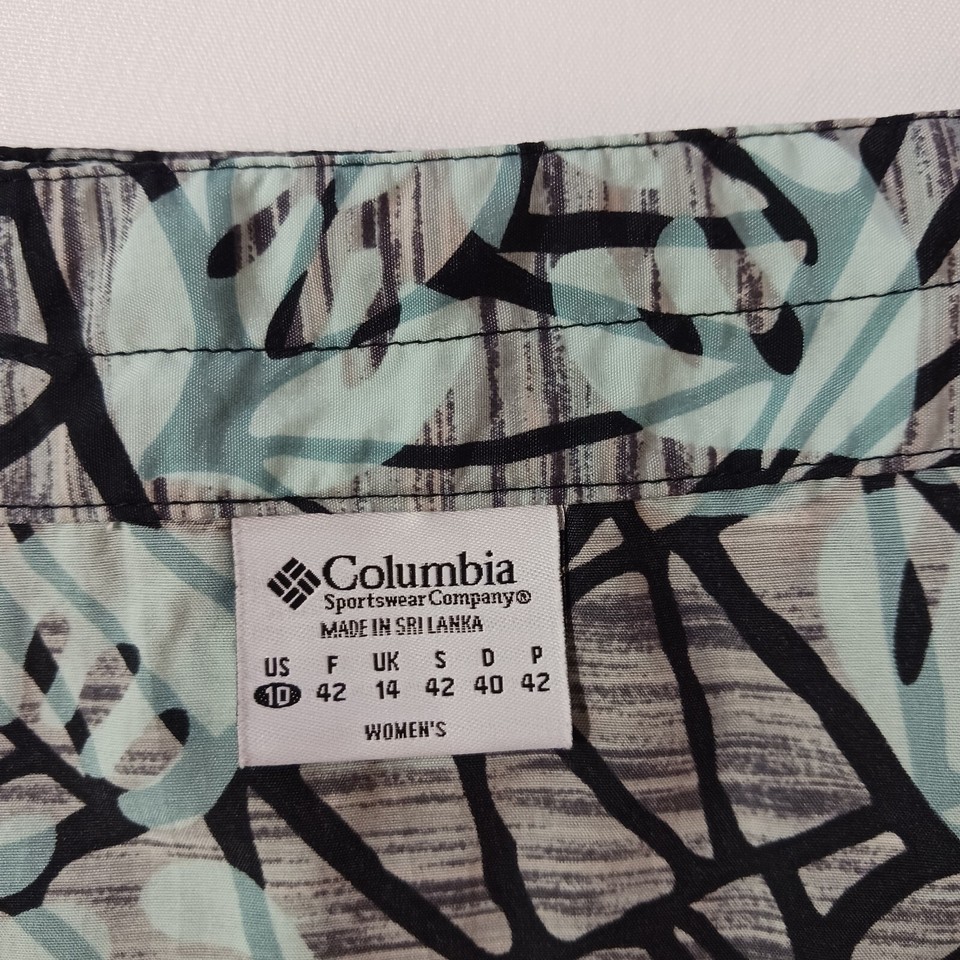 Columbia
Sportswear Company®
MADE IN SRI LANKA
US F UK S D P
10 42 14 42 40 42
WOMEN'S